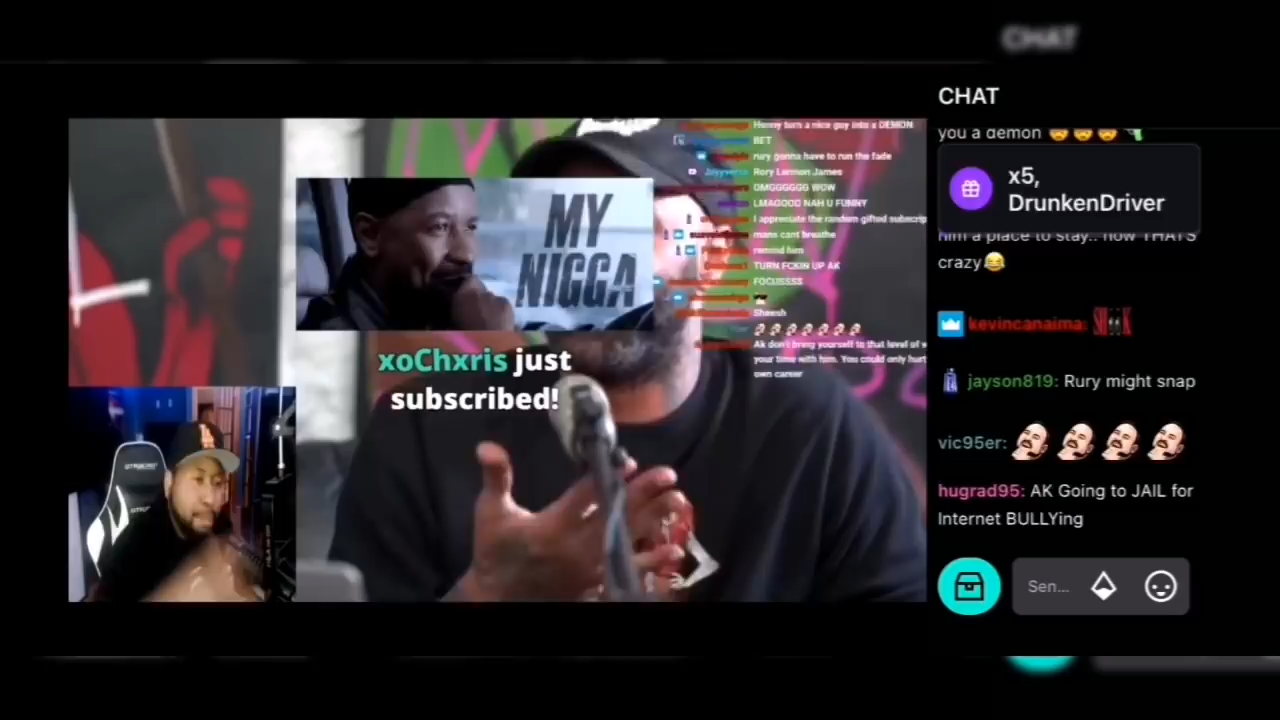 CHAT
CHAT
you a demon
x5,
DrunkenDriver
him a place to stay.. now THATS
crazy
kevincanaima:
jayson819: Rury might snap
vic95er:
hugrad95: AK Going to JAIL for
Internet BULLYing
Sen...
MY
NIGGA
xoChxris just
subscribed!
Henny turn a nice guy into a DEMON
BET
rury gonna have to run the fade
Rory Lennon James
OMGGGGGG WOW
LMAOOOO NAH U FUNNY
I appreciate the random gifted subscrip
mans cant breathe
remind him
TURN FCKIN UP AK
FOCUSSSS
Sheesh
Ak don't bring yourself to that level of
your time with him. You could only hurt
own career